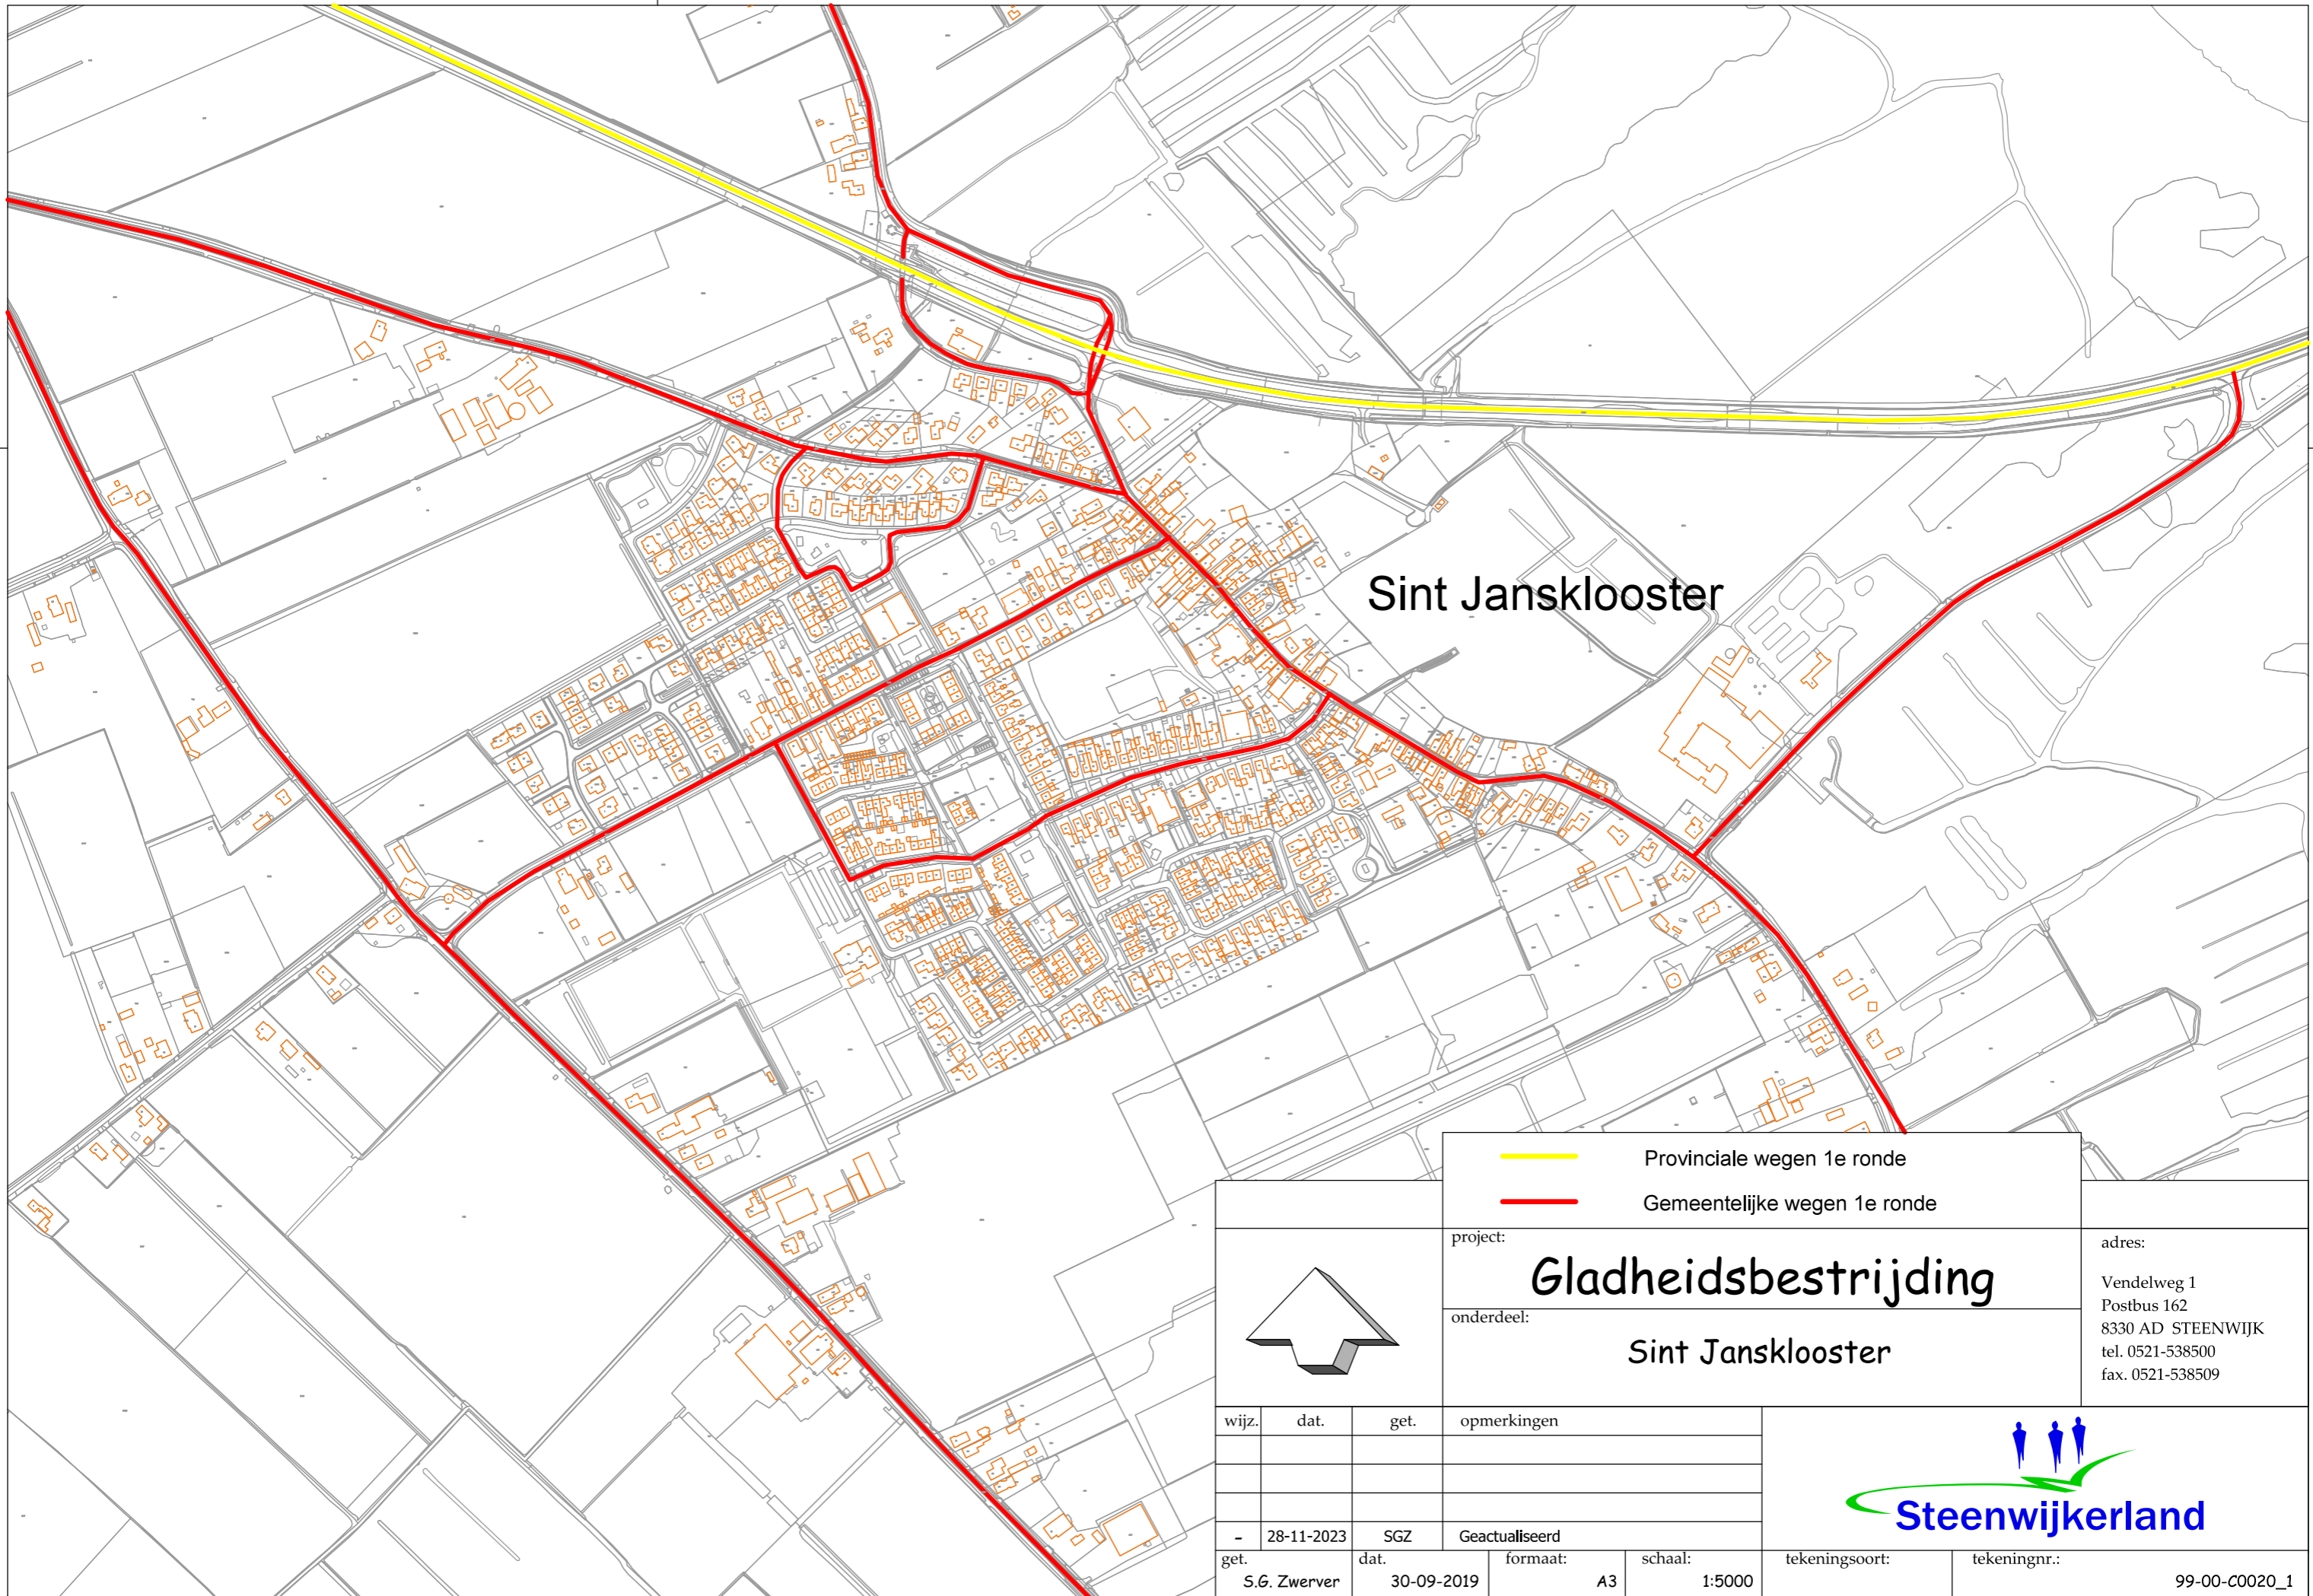 Sint Jansklooster
Provinciale wegen 1e ronde
Gemeentelijke wegen 1e ronde
project:
Gladheidsbestrijding
onderdeel:
Sint Jansklooster
adres:
Vendelweg 1
Postbus 162
8330 AD STEENWIJK
tel. 0521-538500
fax. 0521-538509
wijz. dat. get. opmerkingen
- 28-11-2023 SGZ Geactualiseerd
Steenwijkerland
get. dat. formaat: schaal: tekeningsoort: tekeningnr.:
S.G. Zwerver 30-09-2019 A3 1:5000 99-00-C0020_1